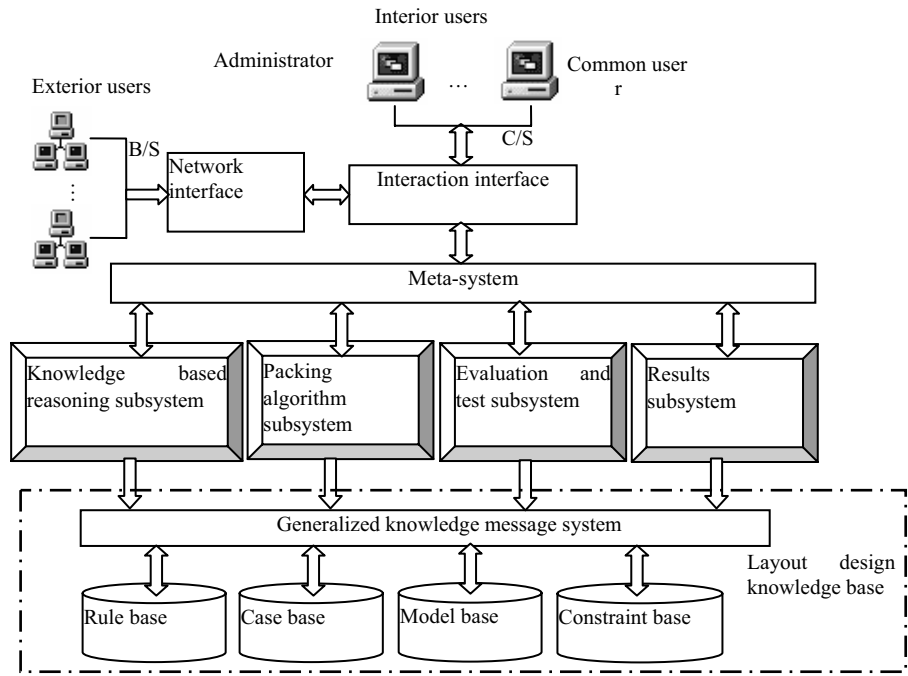 Interior users
Administrator
...
Common user
r
Exterior users
B/S
C/S
Network
interface
Interaction interface
...
Meta-system
Knowledge based
reasoning subsystem
Packing
algorithm
subsystem
Evaluation and
test subsystem
Results
subsystem
Generalized knowledge message system
Layout design
knowledge base
Rule base
Case base
Model base
Constraint base